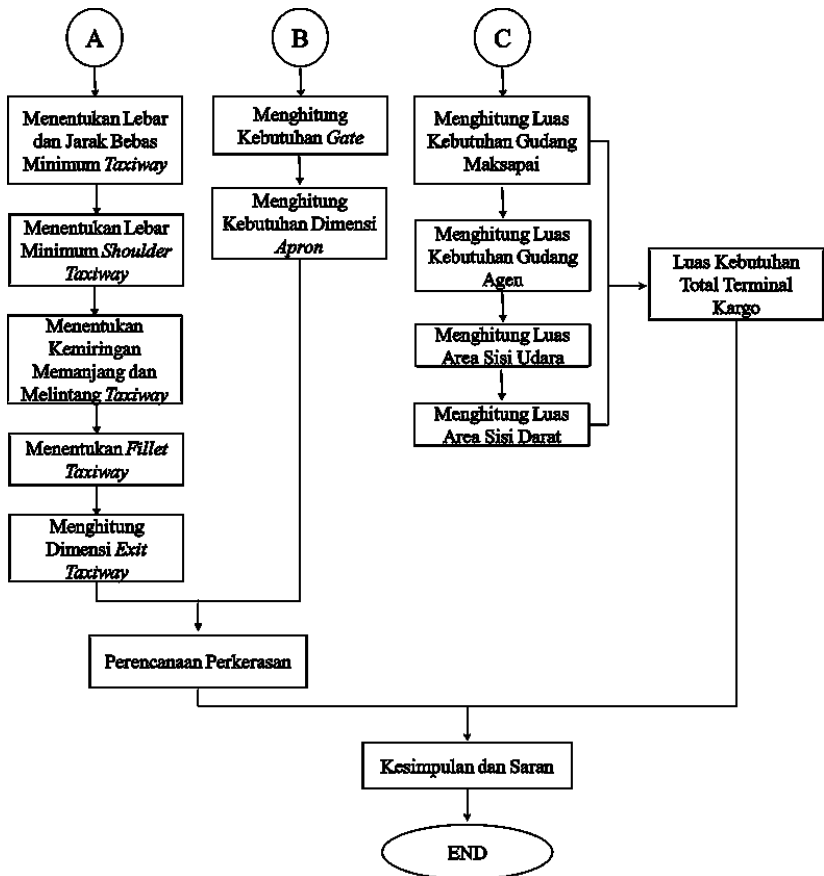 A
Menentukan Lebar
dan Jarak Bebas
Minimum Taxiway
Menentukan Lebar
Minimum Shoulder
Taxiway
Menentukan
Kemiringan
Memanjang dan
Melintang Taxiway
Menentukan Fillet
Taxiway
Menghitung
Dimensi Exit
Taxiway
B
Menghitung
Kebutuhan Gate
Menghitung
Kebutuhan Dimensi
Apron
C
Menghitung Luas
Kebutuhan Gudang
Maksapai
Menghitung Luas
Kebutuhan Gudang
Agen
Menghitung Luas
Area Sisi Udara
Menghitung Luas
Area Sisi Darat
Luas Kebutuhan
Total Terminal
Kargo
Perencanaan Perkerasan
Kesimpulan dan Saran
END